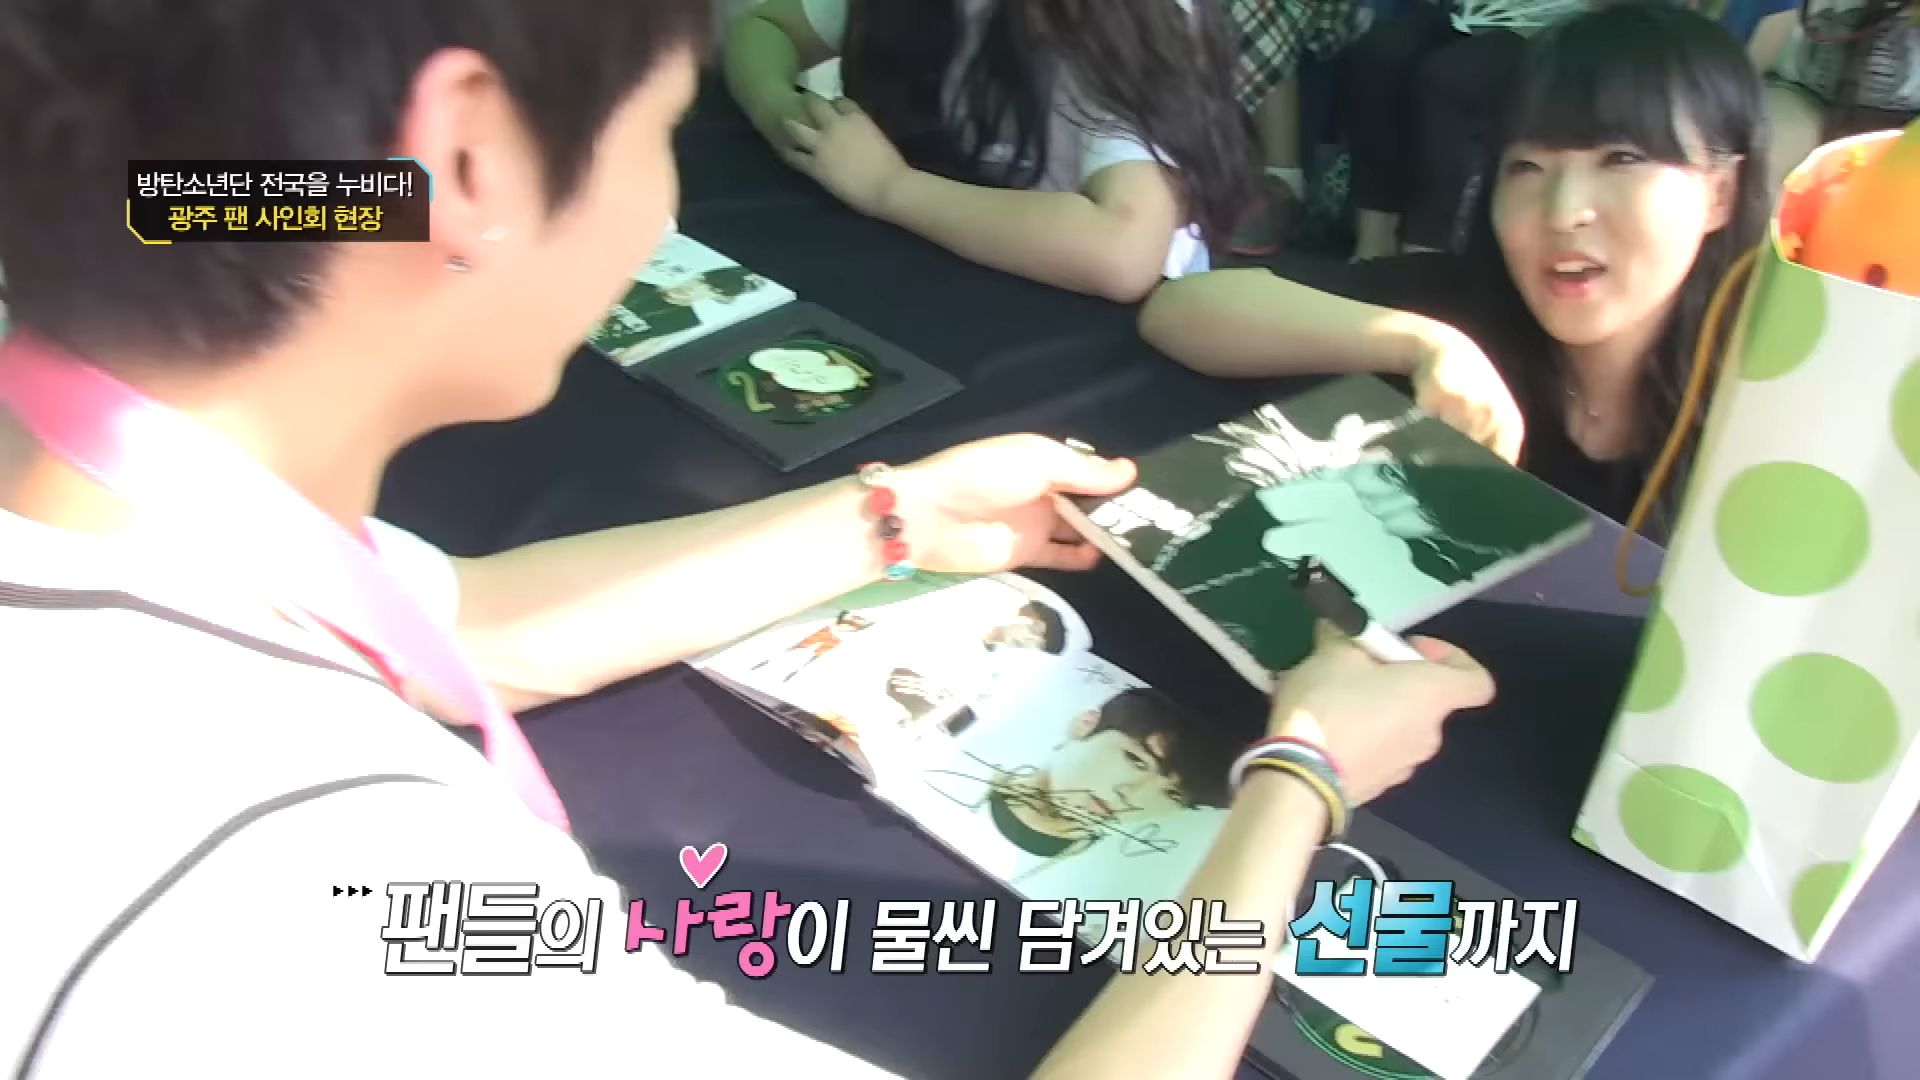 방탄소년단 전국을 누비다!
광주 팬 사인회 현장
팬들의 사랑이 물씬 담겨있는 선물까지
2